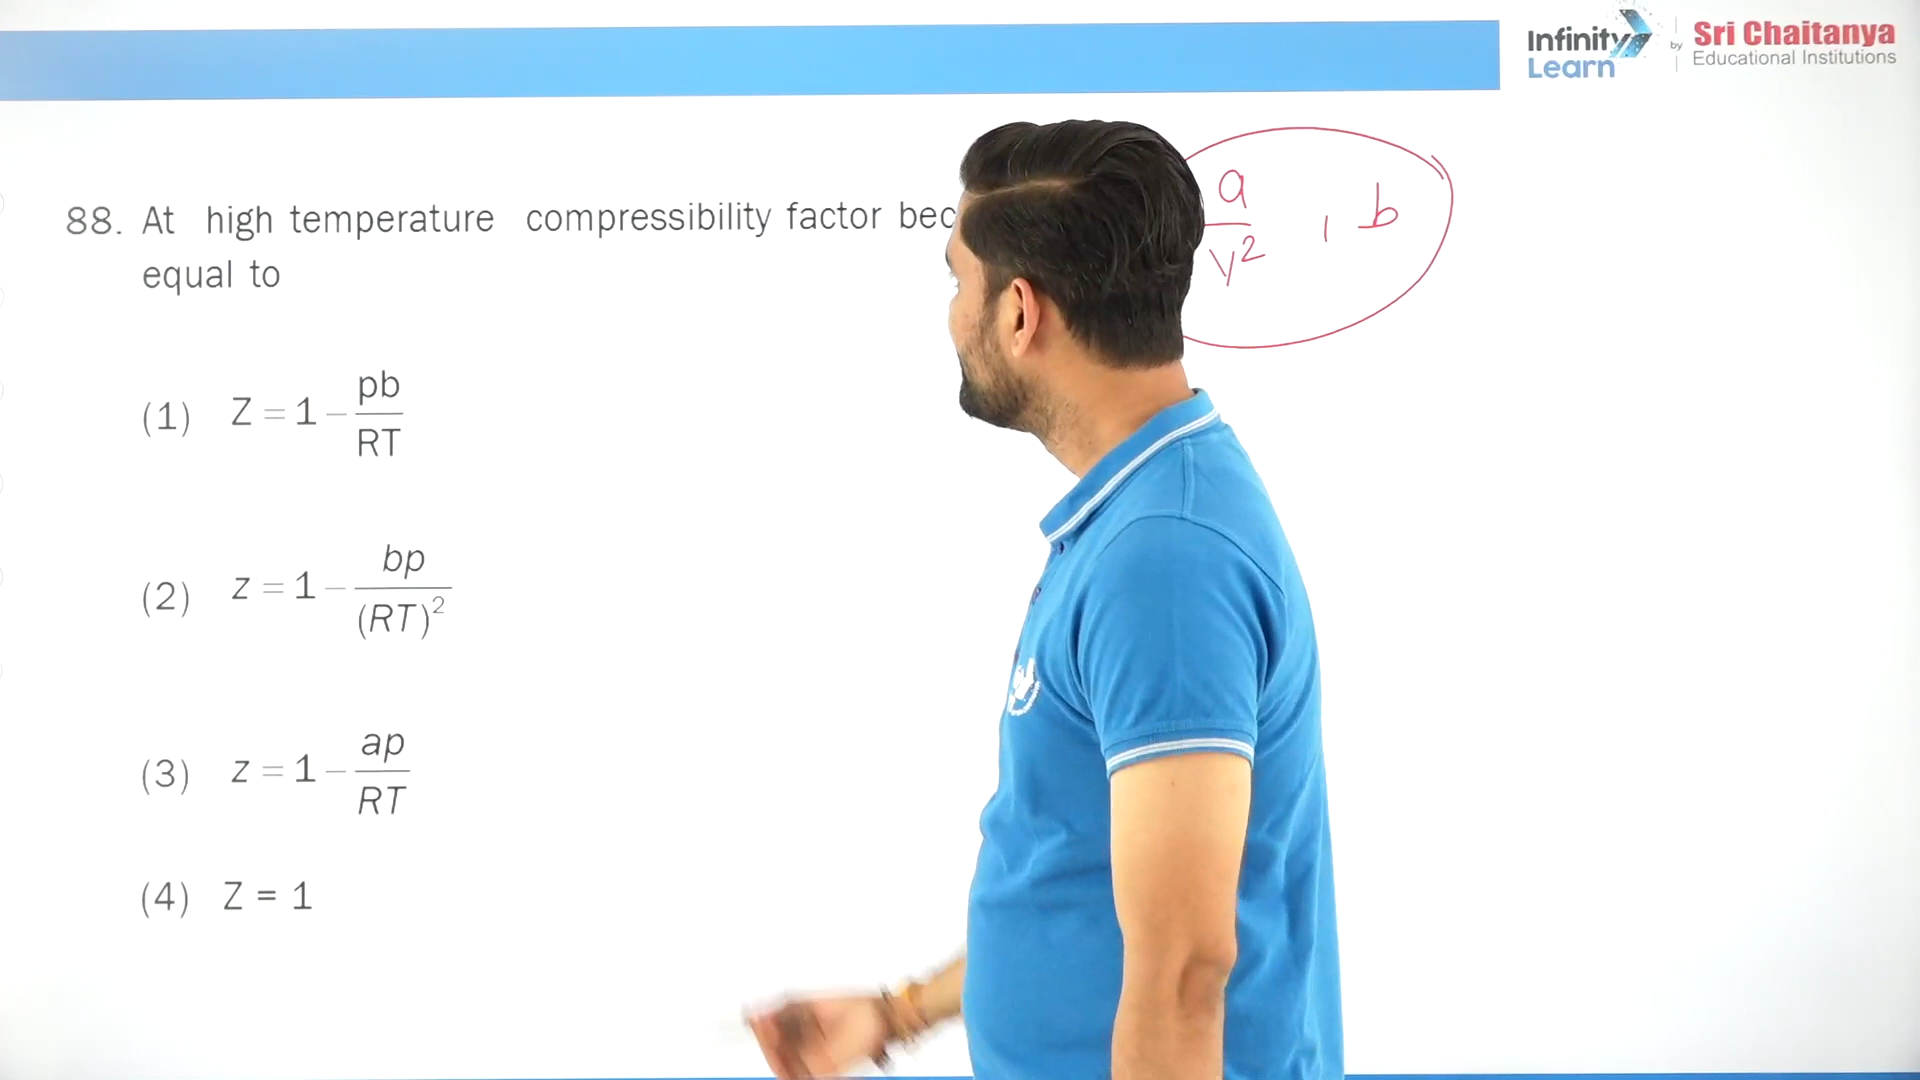 Infinity
Learn
by
Sri Chaitanya
Educational Institutions
88. At high temperature compressibility factor
equal to
a/v² , b
(1) Z = 1 - pb/RT
(2) z = 1 - bp/(RT)²
(3) z = 1 - ap/RT
(4) Z = 1